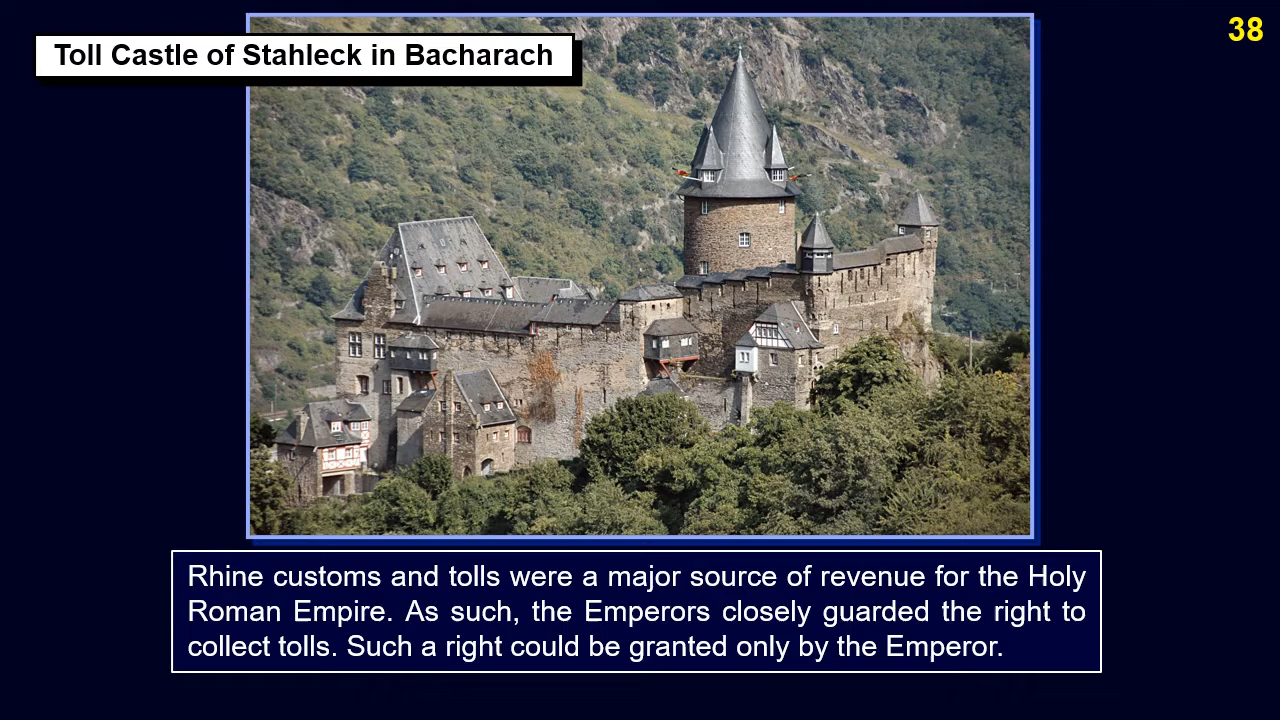 38
Toll Castle of Stahleck in Bacharach
Rhine customs and tolls were a major source of revenue for the Holy
Roman Empire. As such, the Emperors closely guarded the right to
collect tolls. Such a right could be granted only by the Emperor.